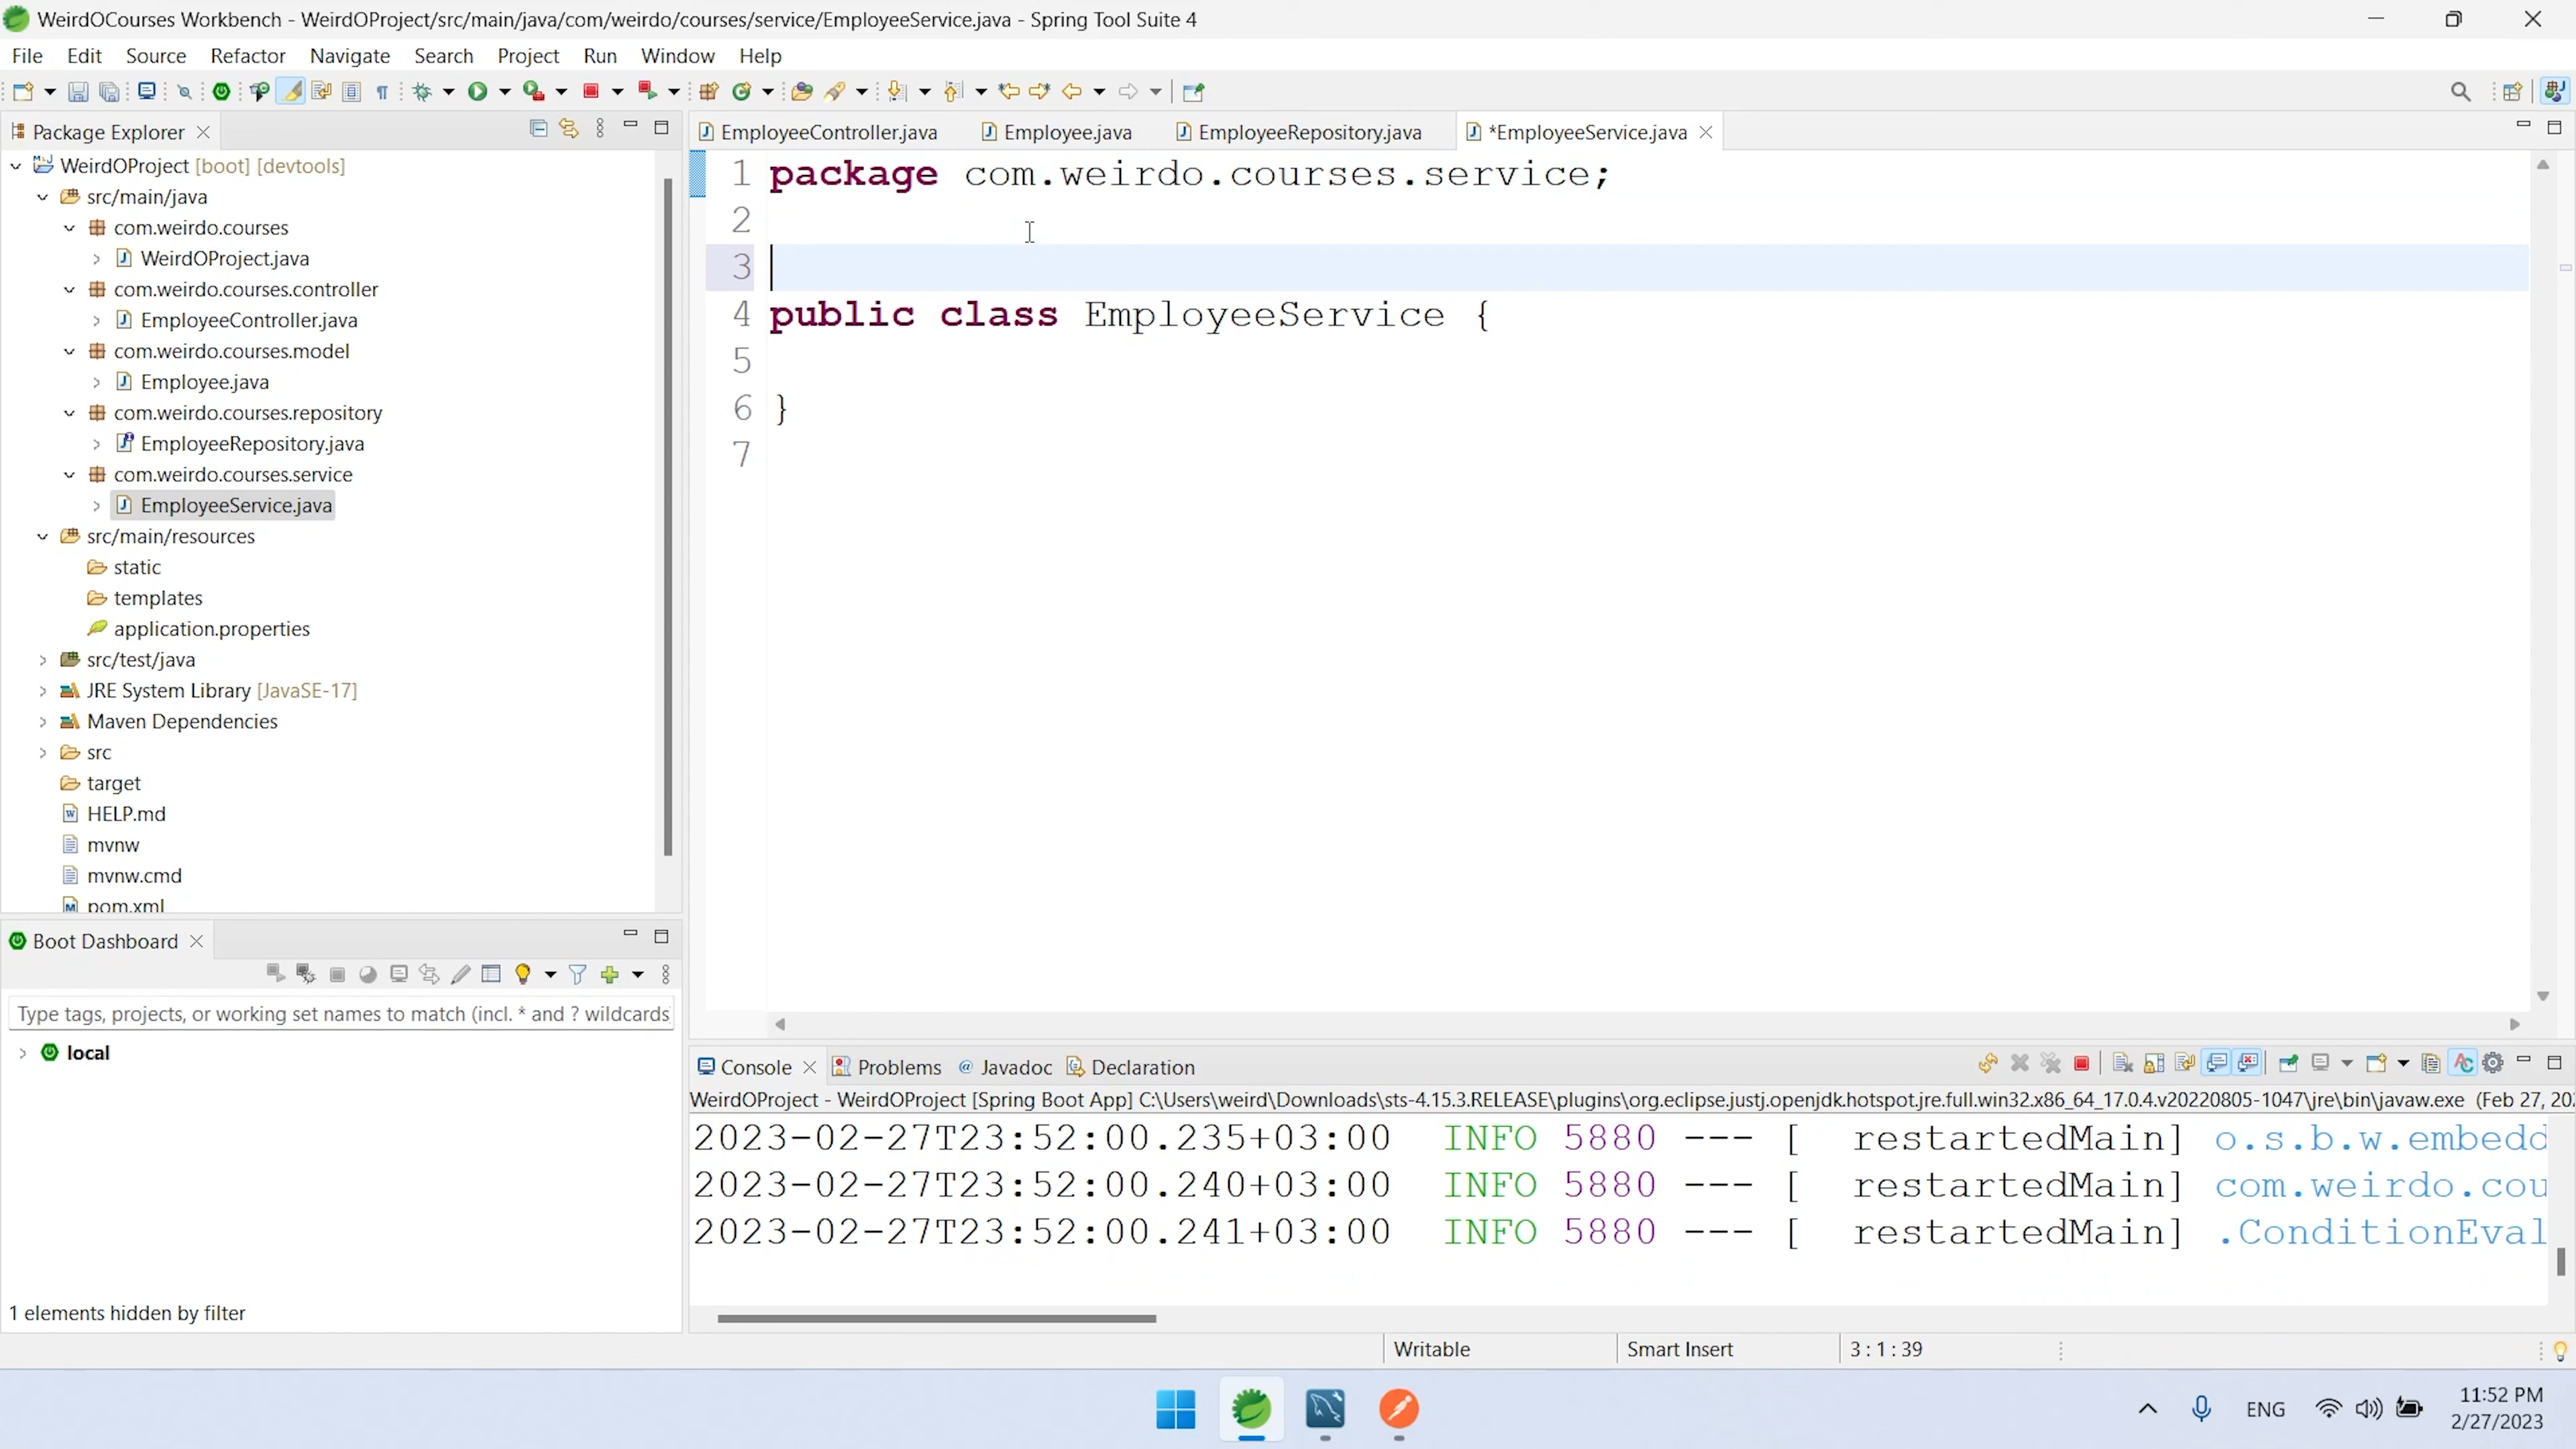 WeirdOCourses Workbench - WeirdOProject/src/main/java/com/weirdo/courses/service/EmployeeService.java - Spring Tool Suite 4
File Edit Source Refactor Navigate Search Project Run Window Help
Package Explorer
WeirdOProject [boot] [devtools]
src/main/java
com.weirdo.courses
WeirdOProject.java
com.weirdo.courses.controller
EmployeeController.java
com.weirdo.courses.model
Employee.java
com.weirdo.courses.repository
EmployeeRepository.java
com.weirdo.courses.service
EmployeeService.java
src/main/resources
static
templates
application.properties
src/test/java
JRE System Library [JavaSE-17]
Maven Dependencies
src
target
HELP.md
mvnw
mvnw.cmd
pom.xml
Boot Dashboard
Type tags, projects, or working set names to match (incl. * and ? wildcards
local
1 elements hidden by filter
EmployeeController.java Employee.java EmployeeRepository.java *EmployeeService.java
1 package com.weirdo.courses.service;
2
3
4 public class EmployeeService {
5
6 }
7
Console Problems @ Javadoc Declaration
WeirdOProject - WeirdOProject [Spring Boot App] C:\Users\weird\Downloads\sts-4.15.3.RELEASE\plugins\org.eclipse.justj.openjdk.hotspot.jre.full.win32.x86_64_17.0.4.v20220805-1047\jre\bin\javaw.exe (Feb 27, 202
2023-02-27T23:52:00.235+03:00 INFO 5880 --- [ restartedMain] o.s.b.w.embedd
2023-02-27T23:52:00.240+03:00 INFO 5880 --- [ restartedMain] com.weirdo.cou
2023-02-27T23:52:00.241+03:00 INFO 5880 --- [ restartedMain] .ConditionEval
Writable Smart Insert 3 : 1 : 39
ENG
11:52 PM
2/27/2023